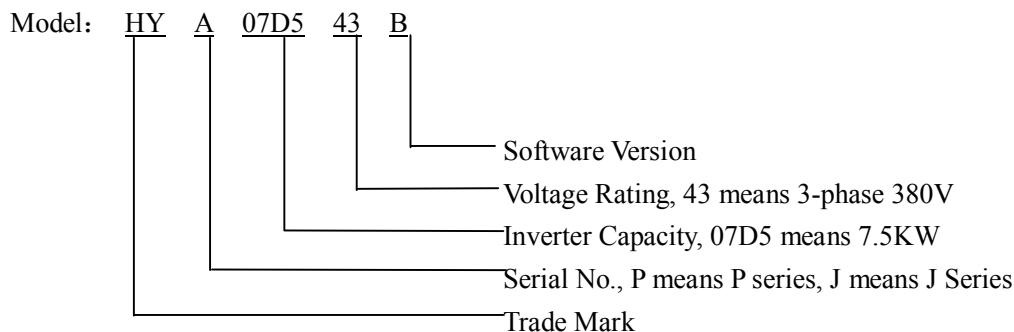 Model： HY A 07D5 43 B
Software Version
Voltage Rating, 43 means 3-phase 380V
Inverter Capacity, 07D5 means 7.5KW
Serial No., P means P series, J means J Series
Trade Mark